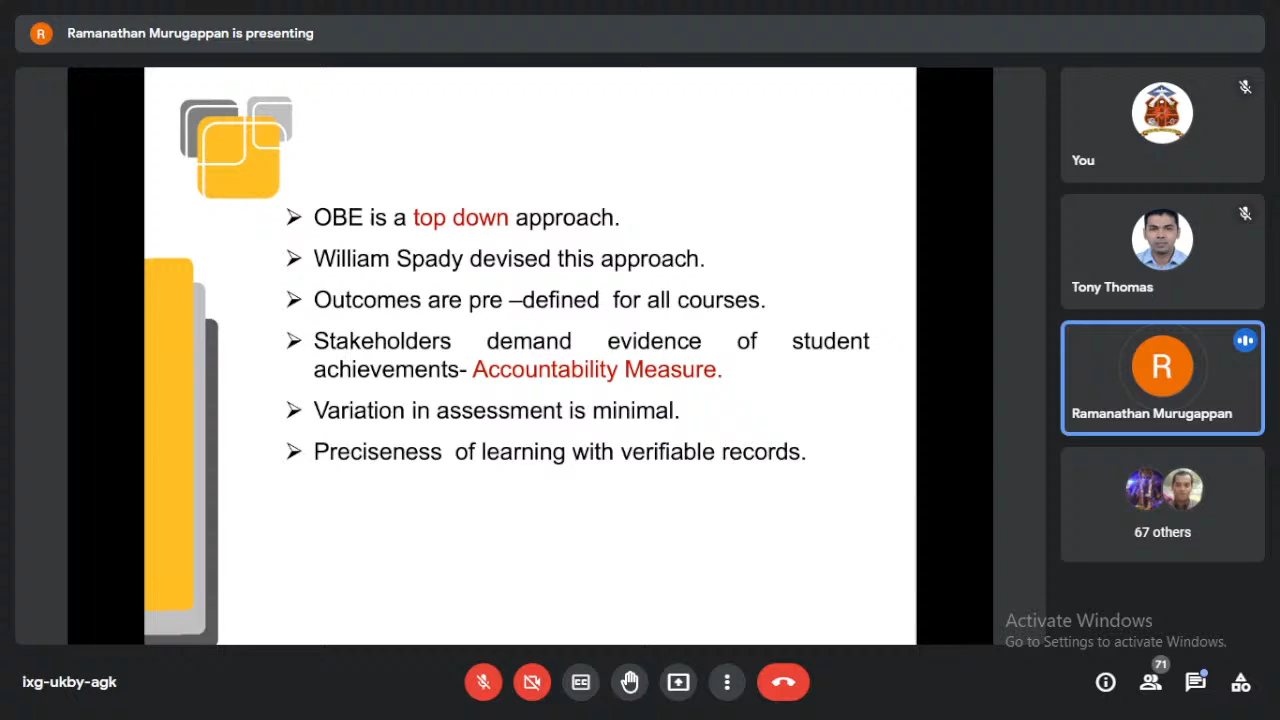 R Ramanathan Murugappan is presenting
➢ OBE is a top down approach.
➢ William Spady devised this approach.
➢ Outcomes are pre –defined for all courses.
➢ Stakeholders demand evidence of student
achievements- Accountability Measure.
➢ Variation in assessment is minimal.
➢ Preciseness of learning with verifiable records.
You
Tony Thomas
R
Ramanathan Murugappan
67 others
Activate Windows
Go to Settings to activate Windows.
ixg-ukby-agk
CC
71